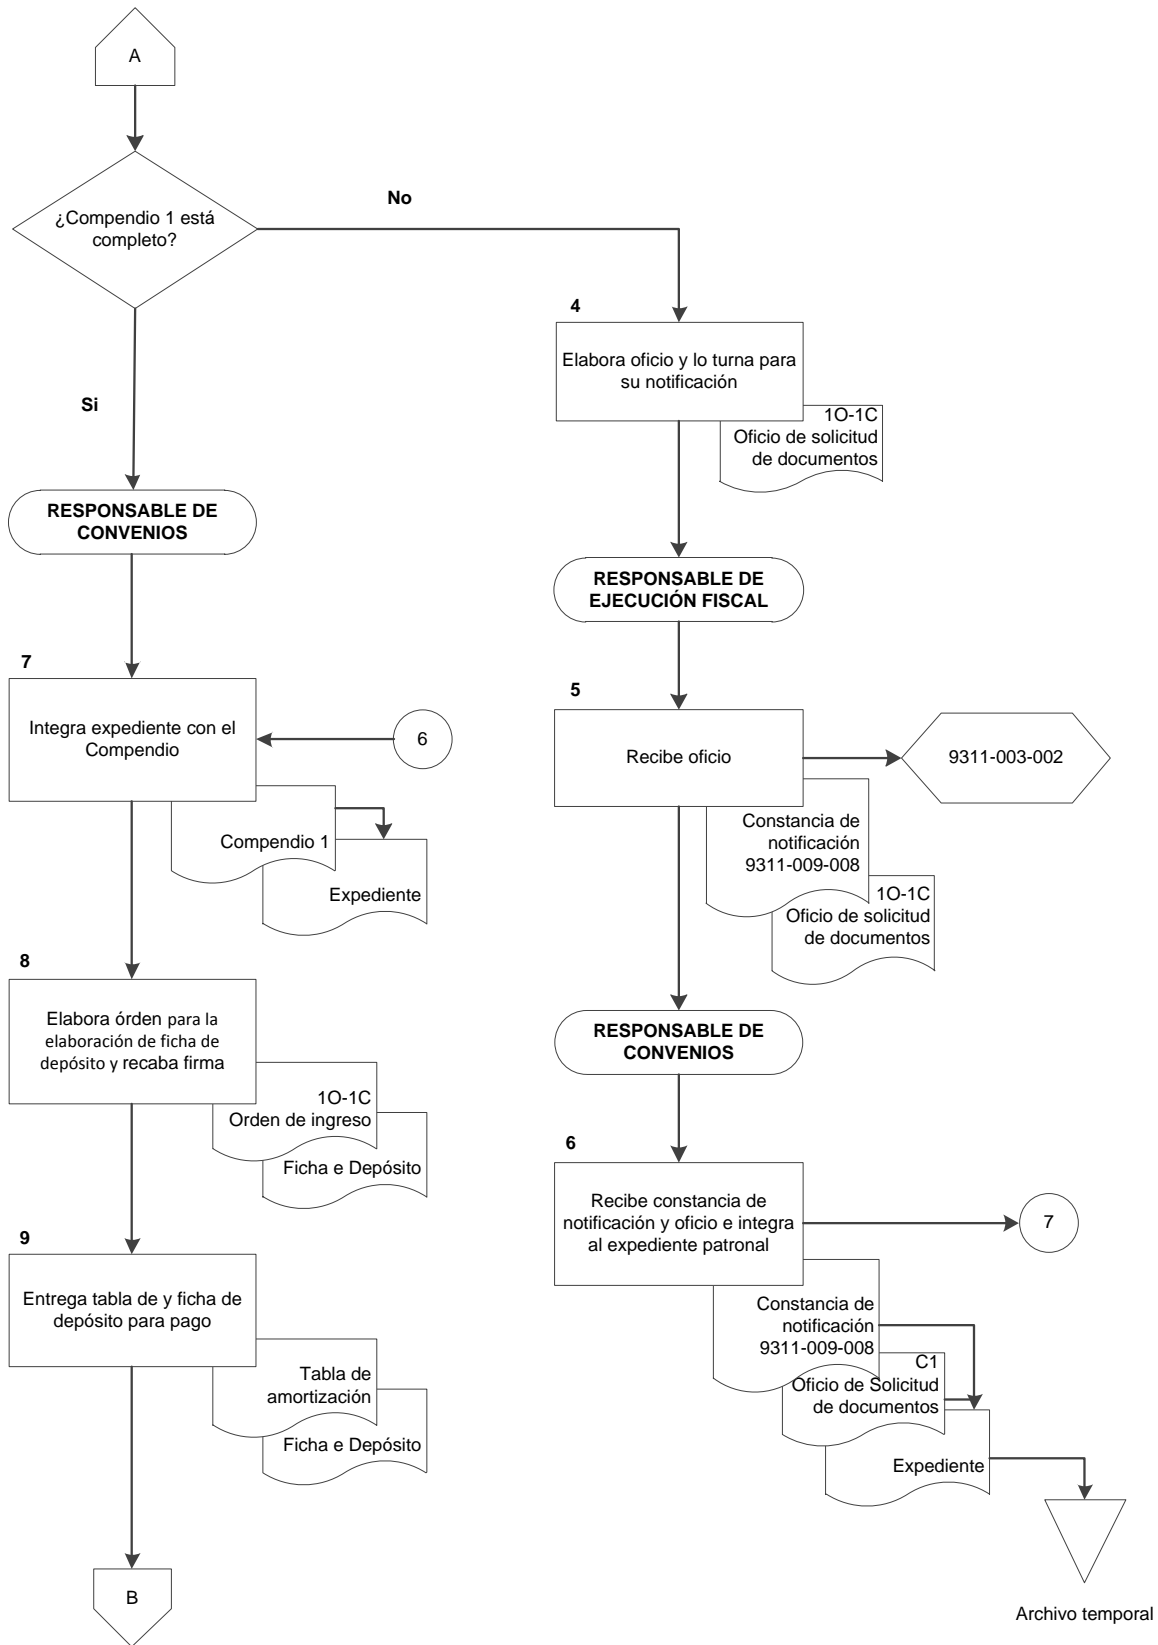 A
¿Compendio 1 está
completo?
No
Si
4
Elabora oficio y lo turna para
su notificación
1O-1C
Oficio de solicitud
de documentos
RESPONSABLE DE
EJECUCIÓN FISCAL
5
Recibe oficio
9311-003-002
Constancia de
notificación
9311-009-008
1O-1C
Oficio de solicitud
de documentos
RESPONSABLE DE
CONVENIOS
6
Recibe constancia de
notificación y oficio e integra
al expediente patronal
7
Constancia de
notificación
9311-009-008
C1
Oficio de Solicitud
de documentos
Expediente
Archivo temporal
RESPONSABLE DE
CONVENIOS
7
Integra expediente con el
Compendio
6
Compendio 1
Expediente
8
Elabora órden para la
elaboración de ficha de
depósito y recaba firma
1O-1C
Orden de ingreso
Ficha e Depósito
9
Entrega tabla de y ficha de
depósito para pago
Tabla de
amortización
Ficha e Depósito
B